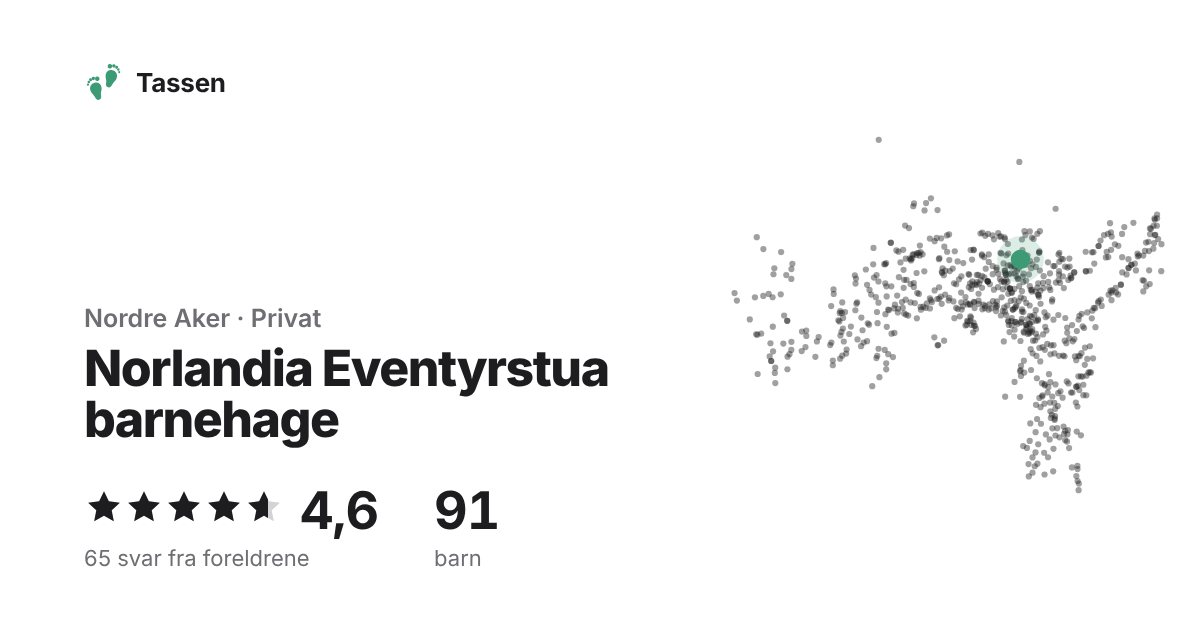 Tassen
Nordre Aker · Privat
Norlandia Eventyrstua
barnehage
4,6
65 svar fra foreldrene
91
barn